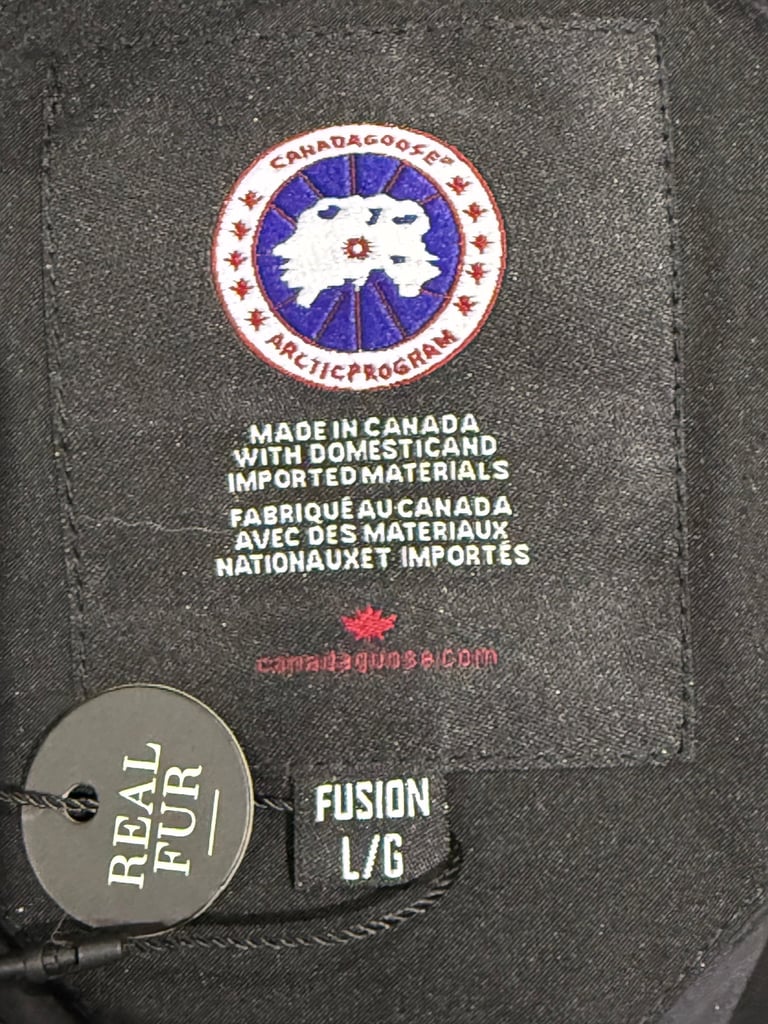 CANADA GOOSE®
ARCTIC PROGRAM
MADE IN CANADA
WITH DOMESTIC AND
IMPORTED MATERIALS
FABRIQUÉ AU CANADA
AVEC DES MATERIAUX
NATIONAUX ET IMPORTÉS
canadagoose.com
REAL
FUR
FUSION
L/G